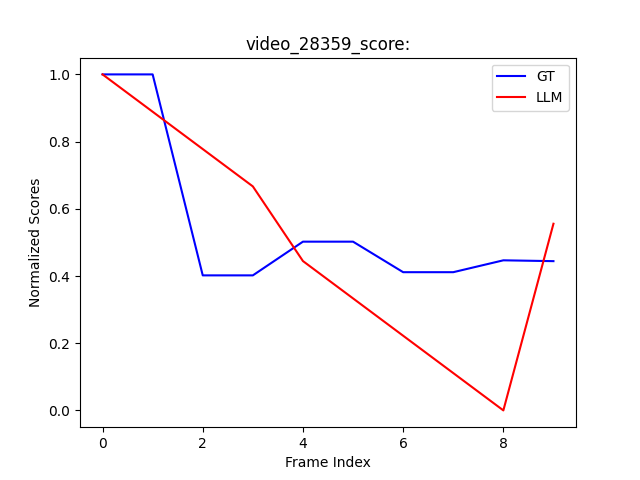 video_28359_score:
GT
LLM
1.0
0.8
0.6
0.4
0.2
0.0
Normalized Scores
0 2 4 6 8
Frame Index